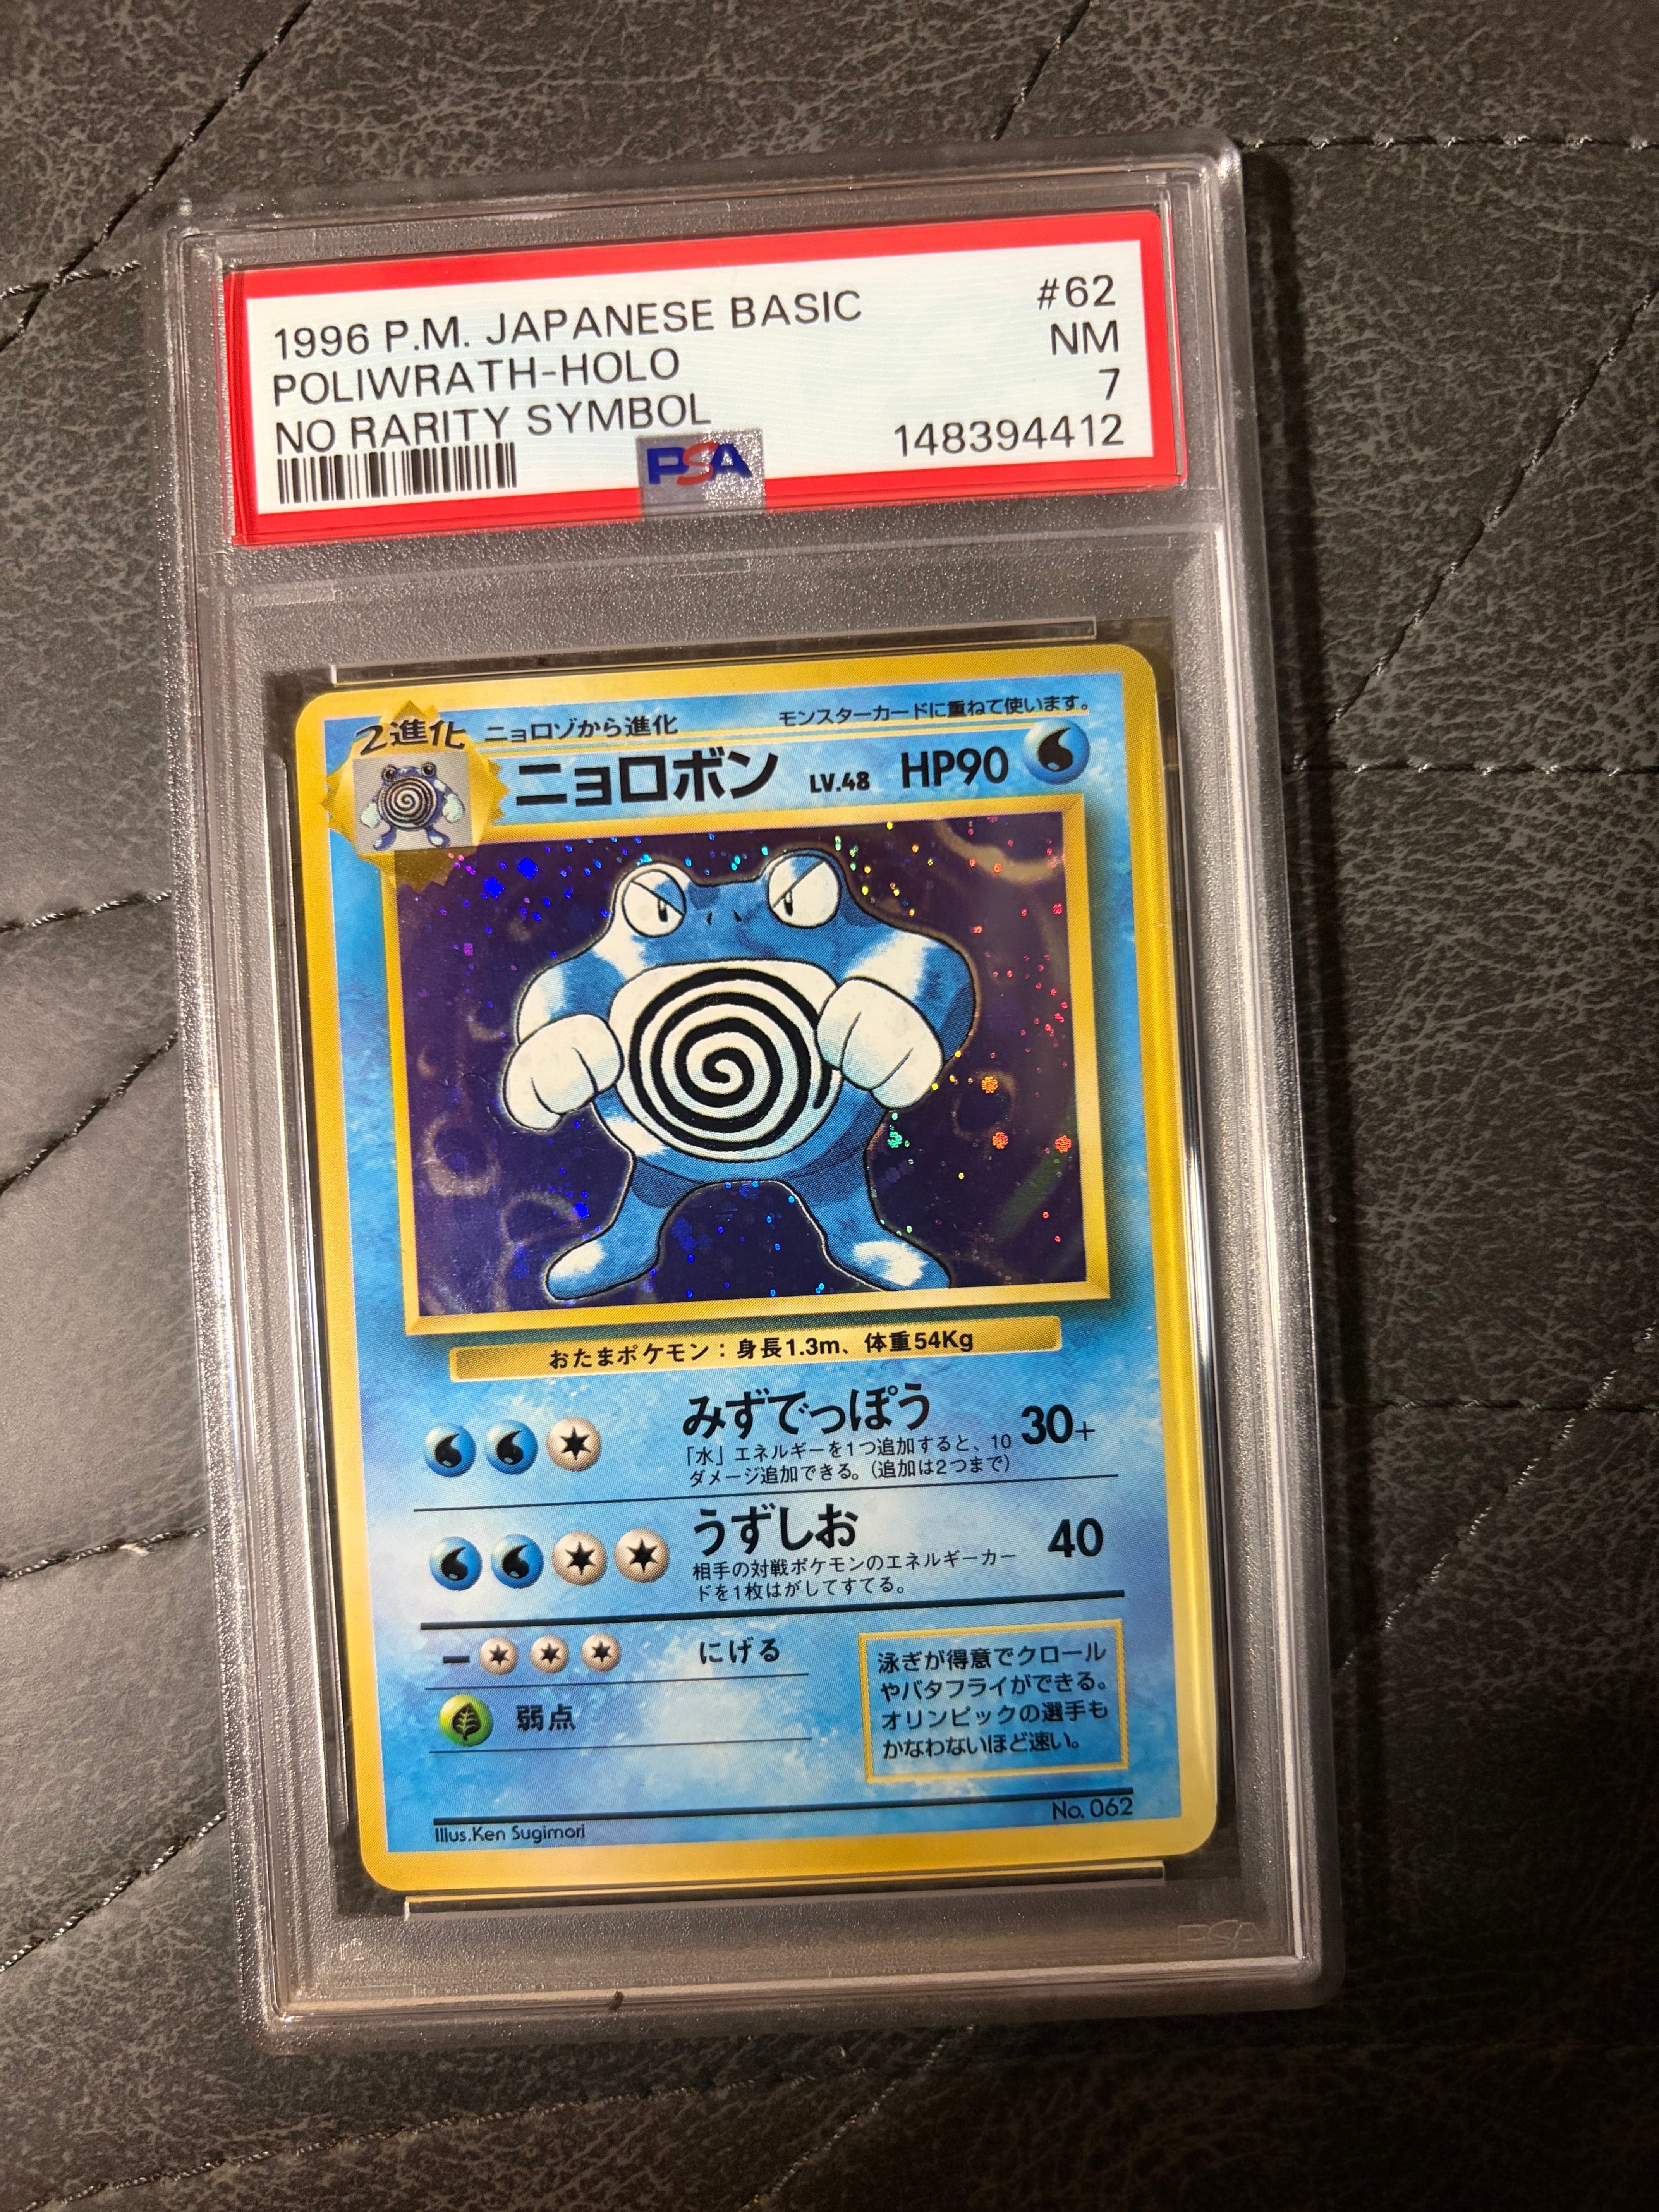 1996 P.M. JAPANESE BASIC #62
POLIWRATH-HOLO NM
NO RARITY SYMBOL 7
PSA 148394412
2進化 ニョロゾから進化 モンスターカードに重ねて使います。
ニョロボン LV.48 HP90
おたまポケモン：身長1.3m、体重54Kg
みずでっぽう 30+
「水」エネルギーを1つ追加すると、10
ダメージ追加できる。（追加は2つまで）
うずしお 40
相手の対戦ポケモンのエネルギーカー
ドを1枚はがしてすてる。
にげる
弱点
泳ぎが得意でクロール
やバタフライができる。
オリンピックの選手も
かなわないほど速い。
No. 062
Illus.Ken Sugimori
PSA